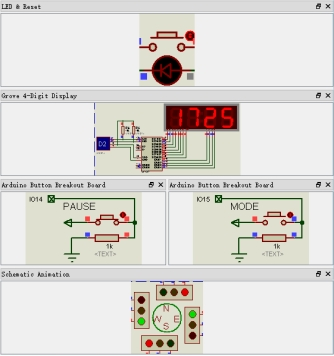 LED & Reset
Grove 4-Digit Display
1725
D2
Arduino Button Breakout Board
Arduino Button Breakout Board
IO14
PAUSE
1k
<TEXT>
IO15
MODE
1k
<TEXT>
Schematic Animation
N
W E
S